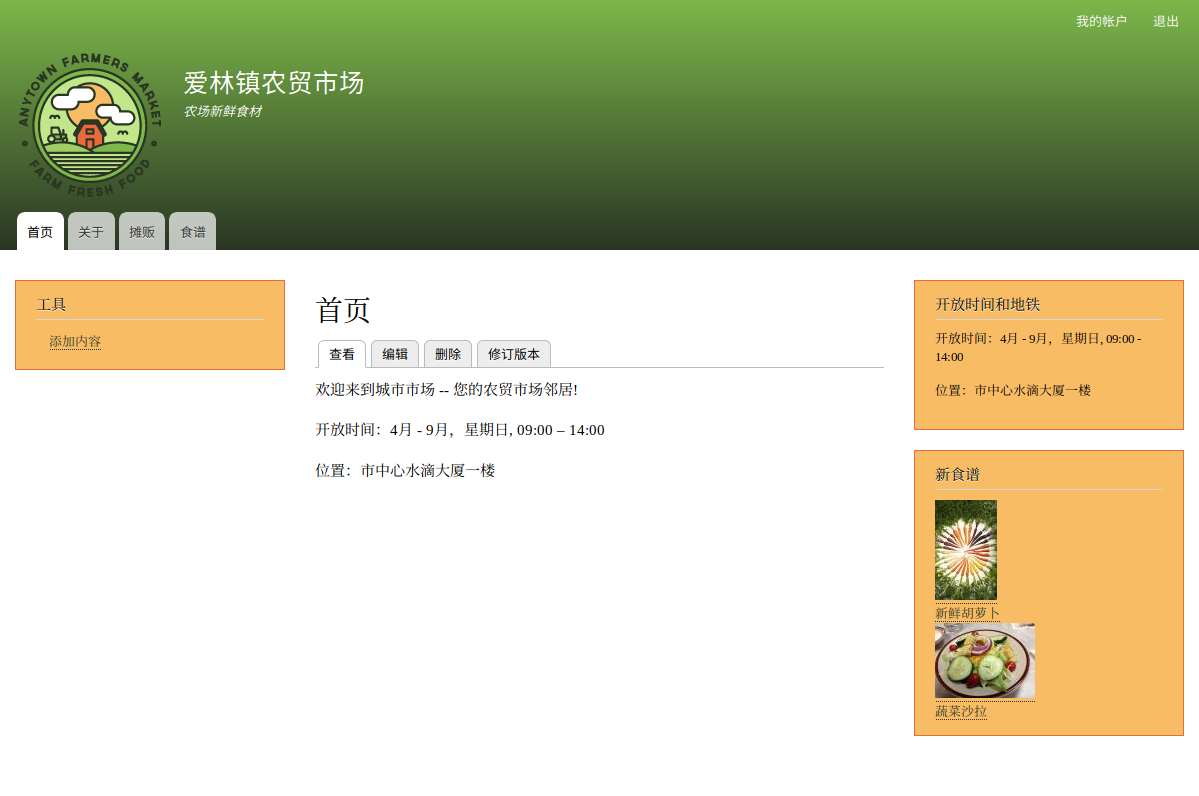 我的帐户 退出
ANYTOWN FARMERS MARKET
FARM FRESH FOOD
爱林镇农贸市场
农场新鲜食材
首页 关于 摊贩 食谱
工具
添加内容
首页
查看 编辑 删除 修订版本
欢迎来到城市市场 -- 您的农贸市场邻居!
开放时间：4月 - 9月，星期日, 09:00 – 14:00
位置：市中心水滴大厦一楼
开放时间和地铁
开放时间：4月 - 9月，星期日, 09:00 -
14:00
位置：市中心水滴大厦一楼
新食谱
新鲜胡萝卜
蔬菜沙拉